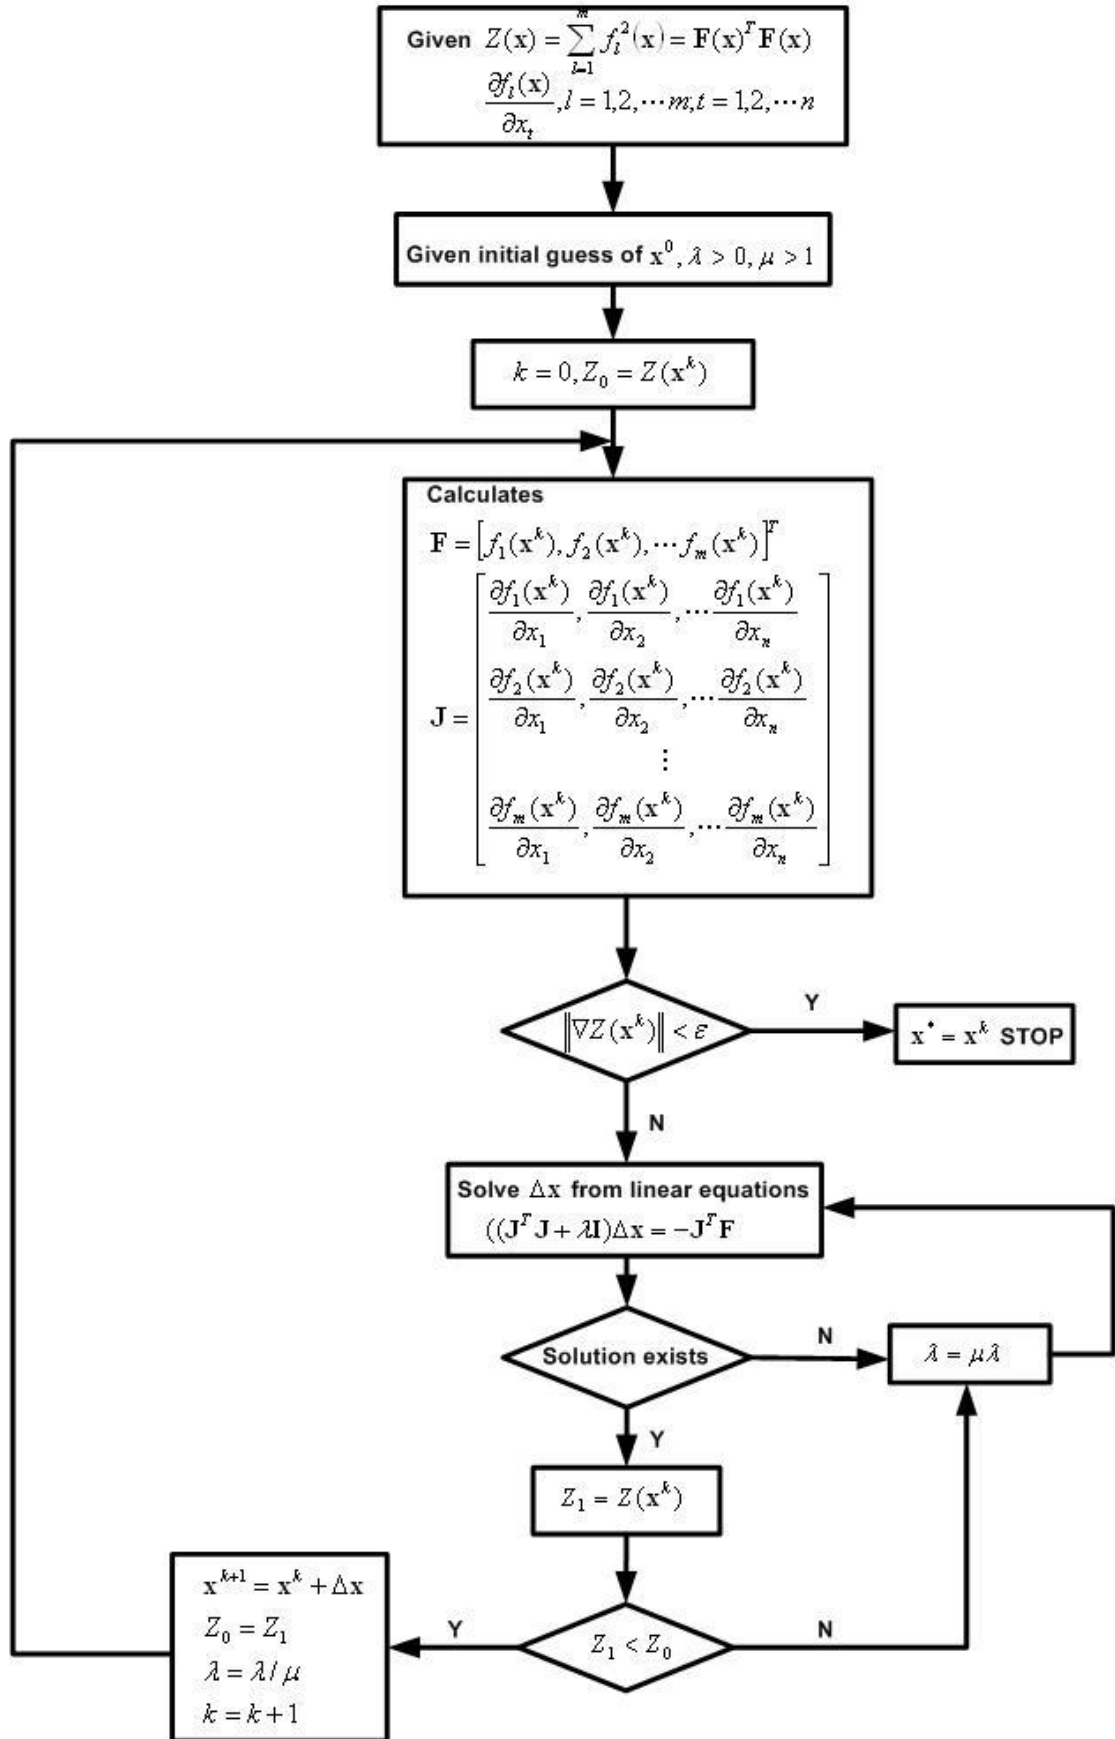 Given Z(x) = ∑_{l=1}^{m} f_l^2(x) = F(x)^T F(x)
∂f_l(x)/∂x_t, l = 1,2,⋯m; t = 1,2,⋯n
Given initial guess of x^0, λ > 0, μ > 1
k = 0, Z_0 = Z(x^k)
Calculates
F = [f_1(x^k), f_2(x^k), ⋯ f_m(x^k)]^T
J = [∂f_1(x^k)/∂x_1, ∂f_1(x^k)/∂x_2, ⋯ ∂f_1(x^k)/∂x_n
∂f_2(x^k)/∂x_1, ∂f_2(x^k)/∂x_2, ⋯ ∂f_2(x^k)/∂x_n
⋮
∂f_m(x^k)/∂x_1, ∂f_m(x^k)/∂x_2, ⋯ ∂f_m(x^k)/∂x_n]
‖∇Z(x^k)‖ < ε
Y
x^* = x^k STOP
N
Solve Δx from linear equations
((J^T J + λI)Δx = −J^T F
Solution exists
N
λ = μλ
Y
Z_1 = Z(x^k)
Z_1 < Z_0
Y
N
x^{k+1} = x^k + Δx
Z_0 = Z_1
λ = λ / μ
k = k + 1